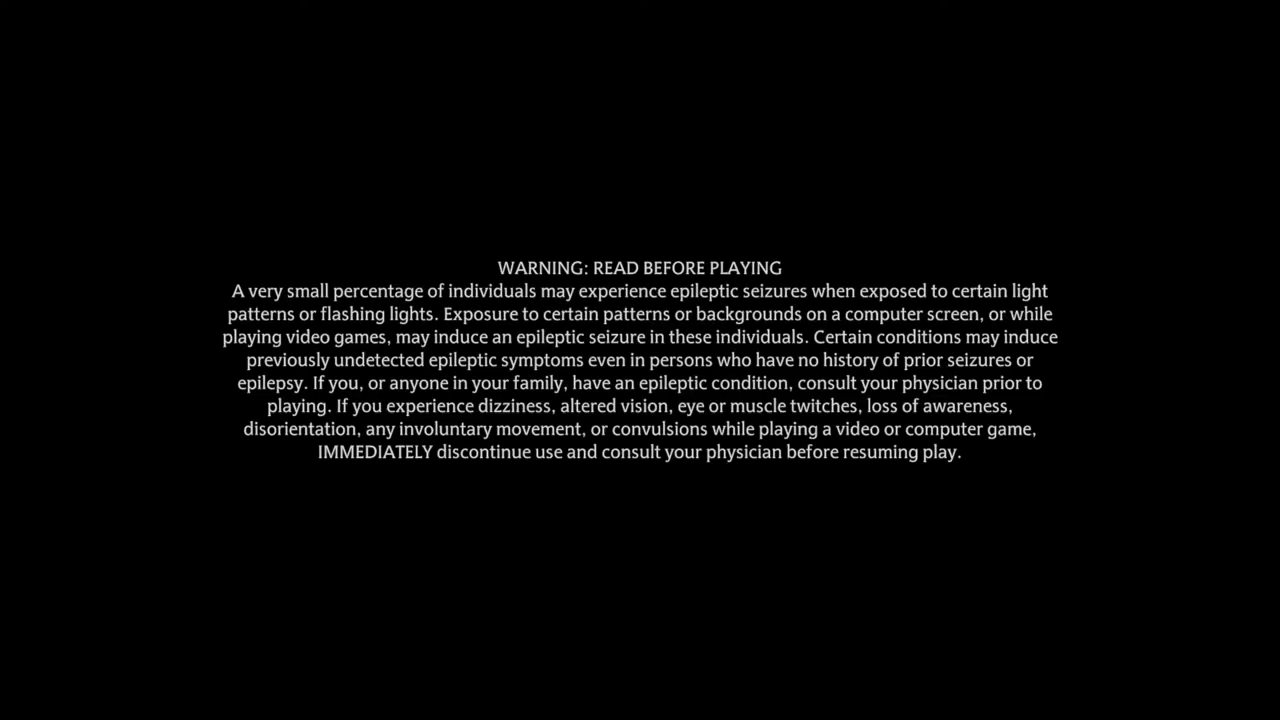 WARNING: READ BEFORE PLAYING
A very small percentage of individuals may experience epileptic seizures when exposed to certain light
patterns or flashing lights. Exposure to certain patterns or backgrounds on a computer screen, or while
playing video games, may induce an epileptic seizure in these individuals. Certain conditions may induce
previously undetected epileptic symptoms even in persons who have no history of prior seizures or
epilepsy. If you, or anyone in your family, have an epileptic condition, consult your physician prior to
playing. If you experience dizziness, altered vision, eye or muscle twitches, loss of awareness,
disorientation, any involuntary movement, or convulsions while playing a video or computer game,
IMMEDIATELY discontinue use and consult your physician before resuming play.